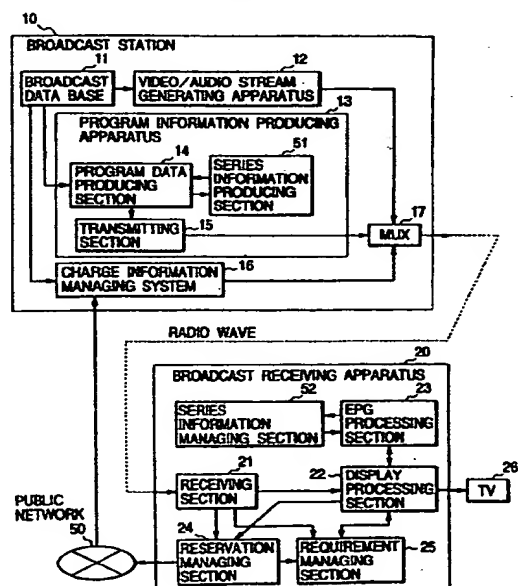 10
BROADCAST STATION
11
BROADCAST
DATA BASE
12
VIDEO/AUDIO STREAM
GENERATING APPARATUS
13
PROGRAM INFORMATION PRODUCING
APPARATUS
14
PROGRAM DATA
PRODUCING
SECTION
51
SERIES
INFORMATION
PRODUCING SECTION
15
TRANSMITTING
SECTION
17
MUX
16
CHARGE INFORMATION
MANAGING SYSTEM
RADIO WAVE
20
BROADCAST RECEIVING APPARATUS
52
SERIES
INFORMATION
MANAGING SECTION
23
EPG
PROCESSING
SECTION
21
RECEIVING
SECTION
22
DISPLAY
PROCESSING
SECTION
26
TV
PUBLIC
NETWORK
50
24
RESERVATION
MANAGING
SECTION
REQUIREMENT
MANAGING
SECTION
25